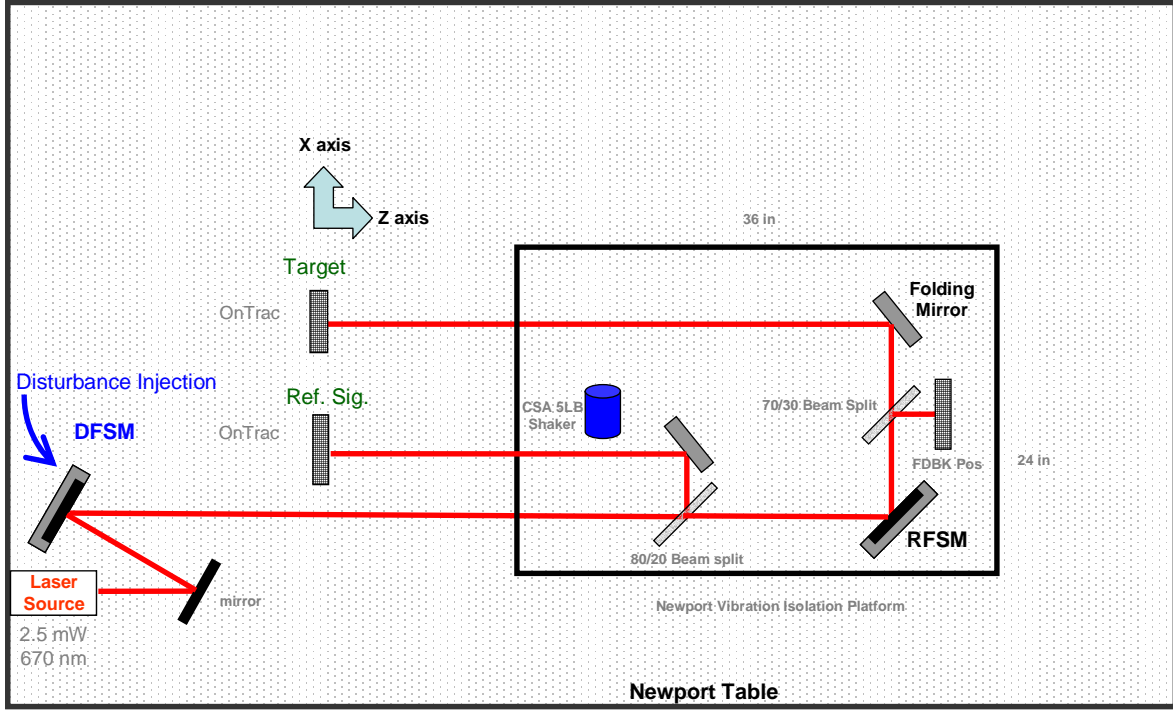 X axis
Z axis
36 in
Target
OnTrac
Folding
Mirror
Disturbance Injection
Ref. Sig.
CSA 5LB
Shaker
70/30 Beam Split
DFSM
OnTrac
FDBK Pos
24 in
RFSM
80/20 Beam split
Laser
Source
mirror
Newport Vibration Isolation Platform
2.5 mW
670 nm
Newport Table